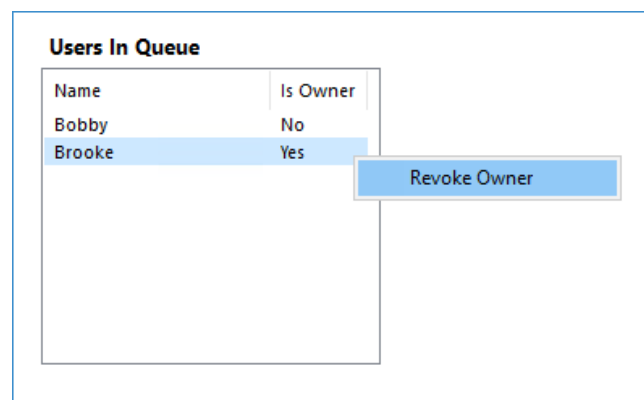 Users In Queue
Name Is Owner
Bobby No
Brooke Yes
Revoke Owner